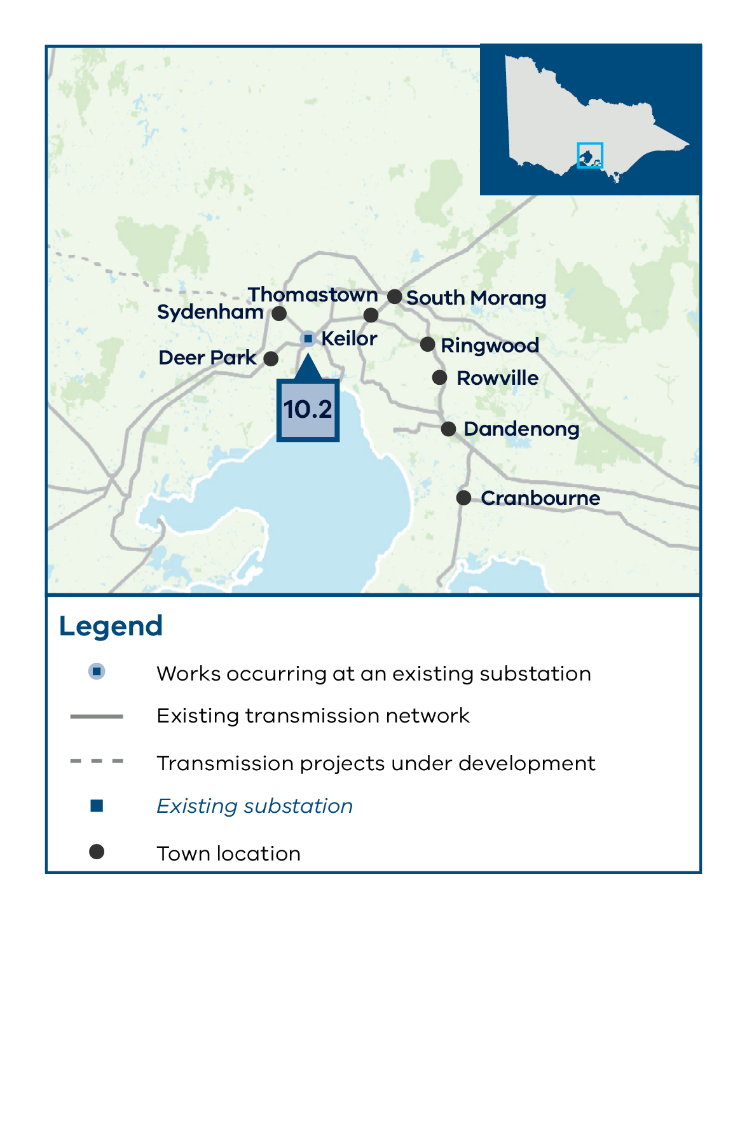 Thomastown
South Morang
Sydenham
Keilor
Ringwood
Deer Park
Rowville
10.2
Dandenong
Cranbourne
Legend
Works occurring at an existing substation
Existing transmission network
Transmission projects under development
Existing substation
Town location